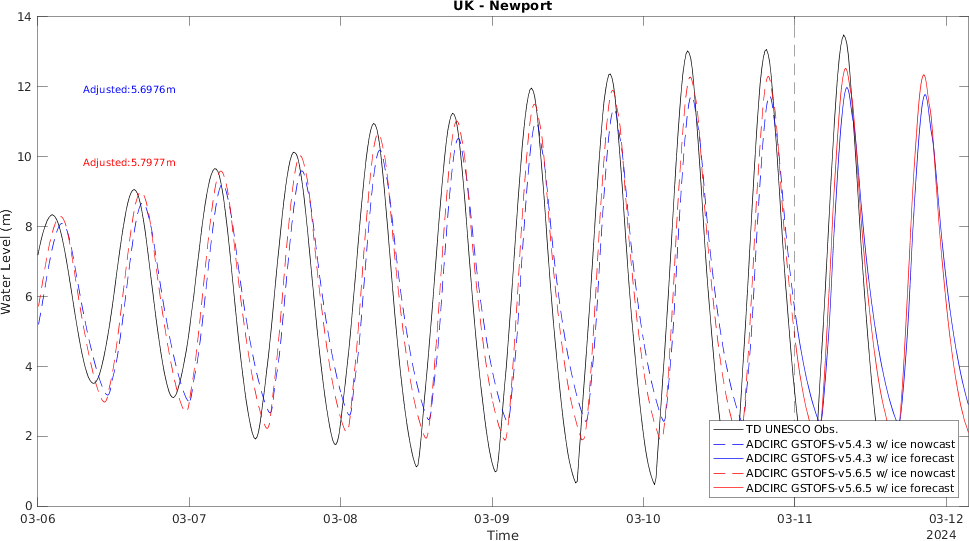 UK - Newport
Water Level (m)
14
12
10
8
6
4
2
0
Adjusted:5.6976m
Adjusted:5.7977m
TD UNESCO Obs.
ADCIRC GSTOFS-v5.4.3 w/ ice nowcast
ADCIRC GSTOFS-v5.4.3 w/ ice forecast
ADCIRC GSTOFS-v5.6.5 w/ ice nowcast
ADCIRC GSTOFS-v5.6.5 w/ ice forecast
03-06 03-07 03-08 03-09 03-10 03-11 03-12
Time
2024